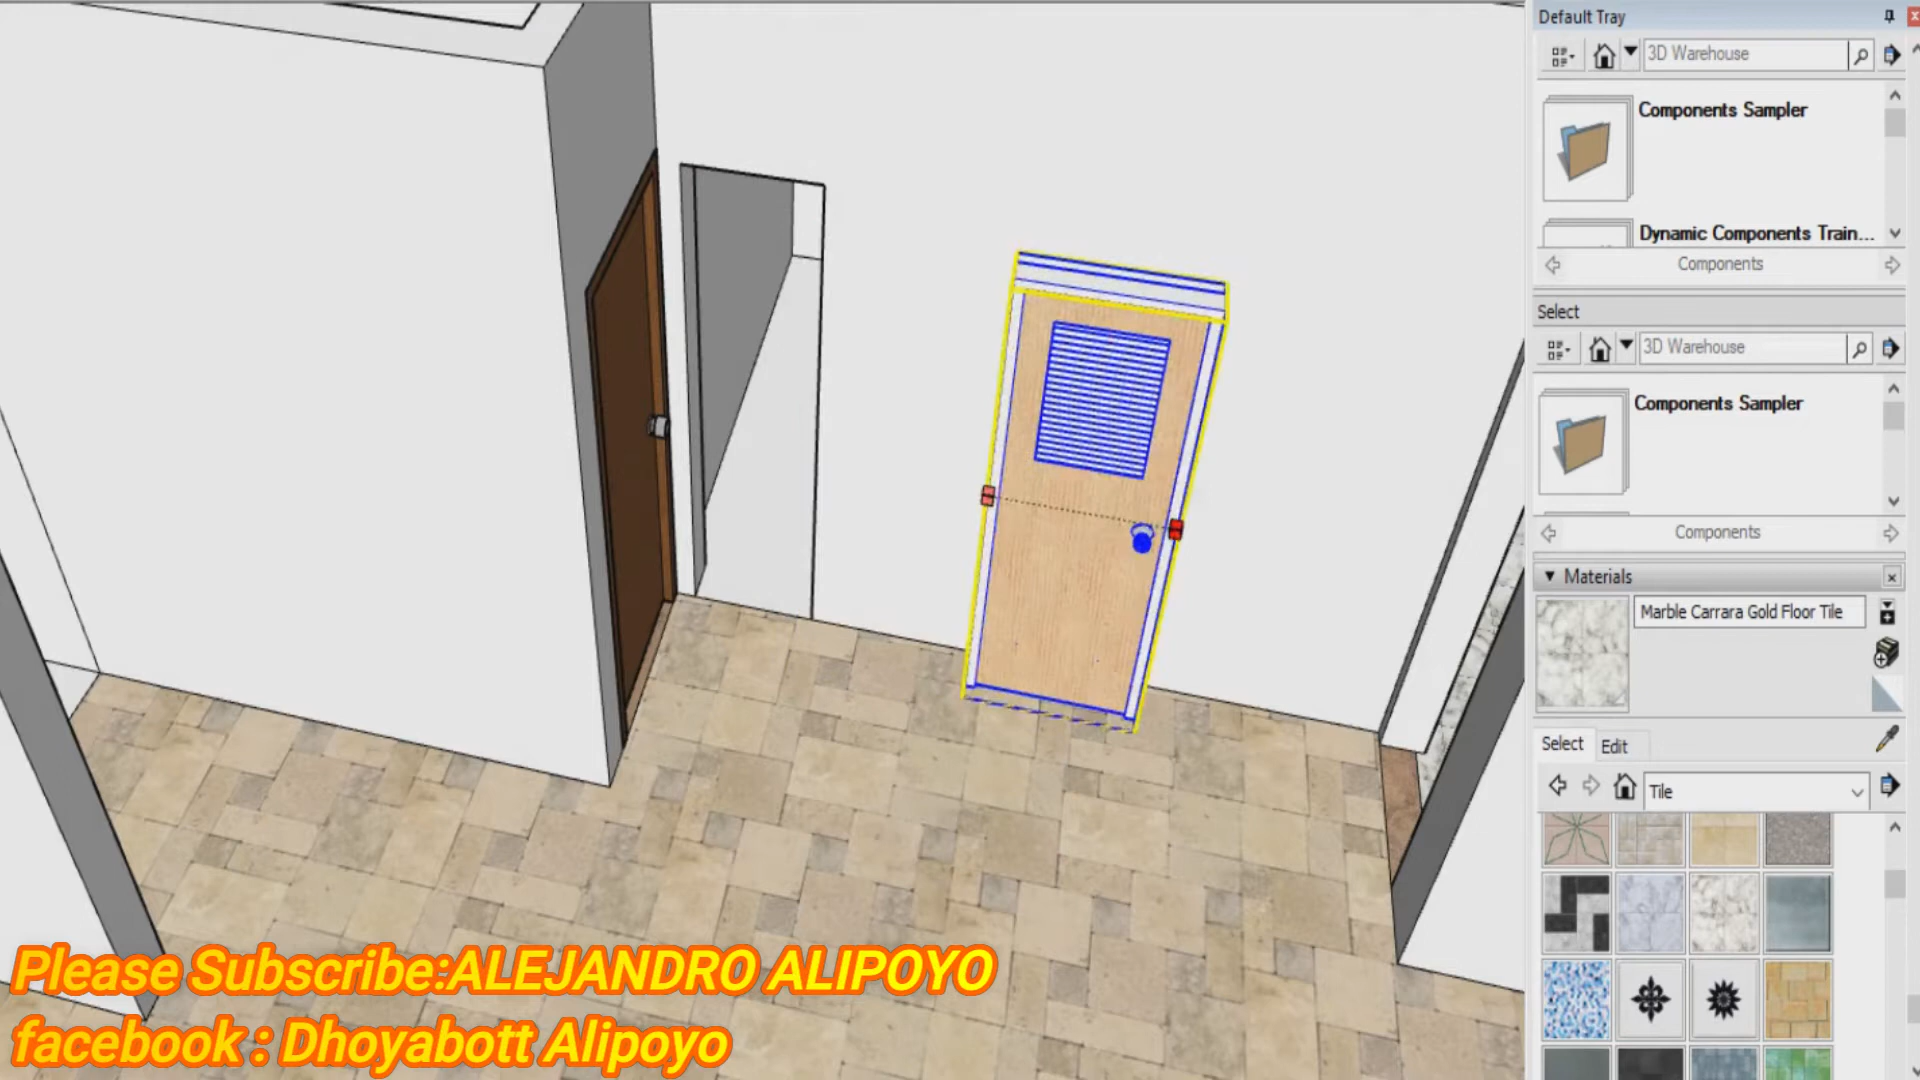 Default Tray
3D Warehouse
Components Sampler
Dynamic Components Train...
Components
Select
3D Warehouse
Components Sampler
Components
Materials
Marble Carrara Gold Floor Tile
Select Edit
Tile
Please Subscribe:ALEJANDRO ALIPOYO
facebook : Dhoyabott Alipoyo